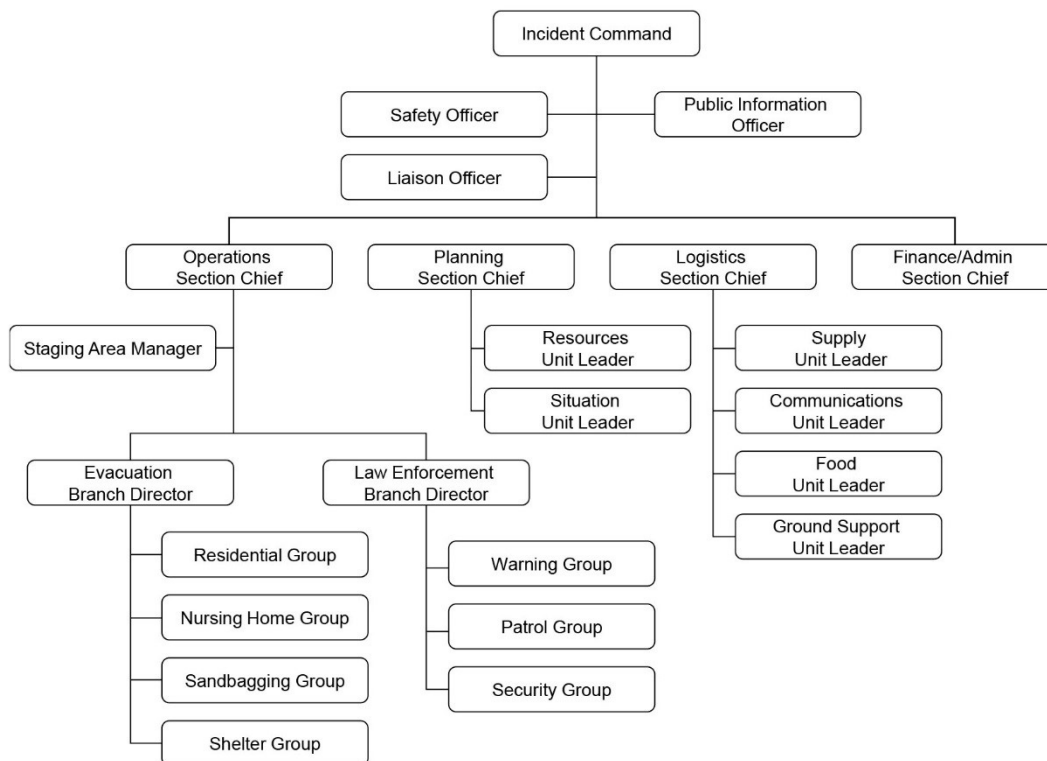 Incident Command
Safety Officer
Public Information
Officer
Liaison Officer
Operations
Section Chief
Planning
Section Chief
Logistics
Section Chief
Finance/Admin
Section Chief
Staging Area Manager
Resources
Unit Leader
Supply
Unit Leader
Situation
Unit Leader
Communications
Unit Leader
Evacuation
Branch Director
Law Enforcement
Branch Director
Food
Unit Leader
Ground Support
Unit Leader
Residential Group
Warning Group
Nursing Home Group
Patrol Group
Sandbagging Group
Security Group
Shelter Group